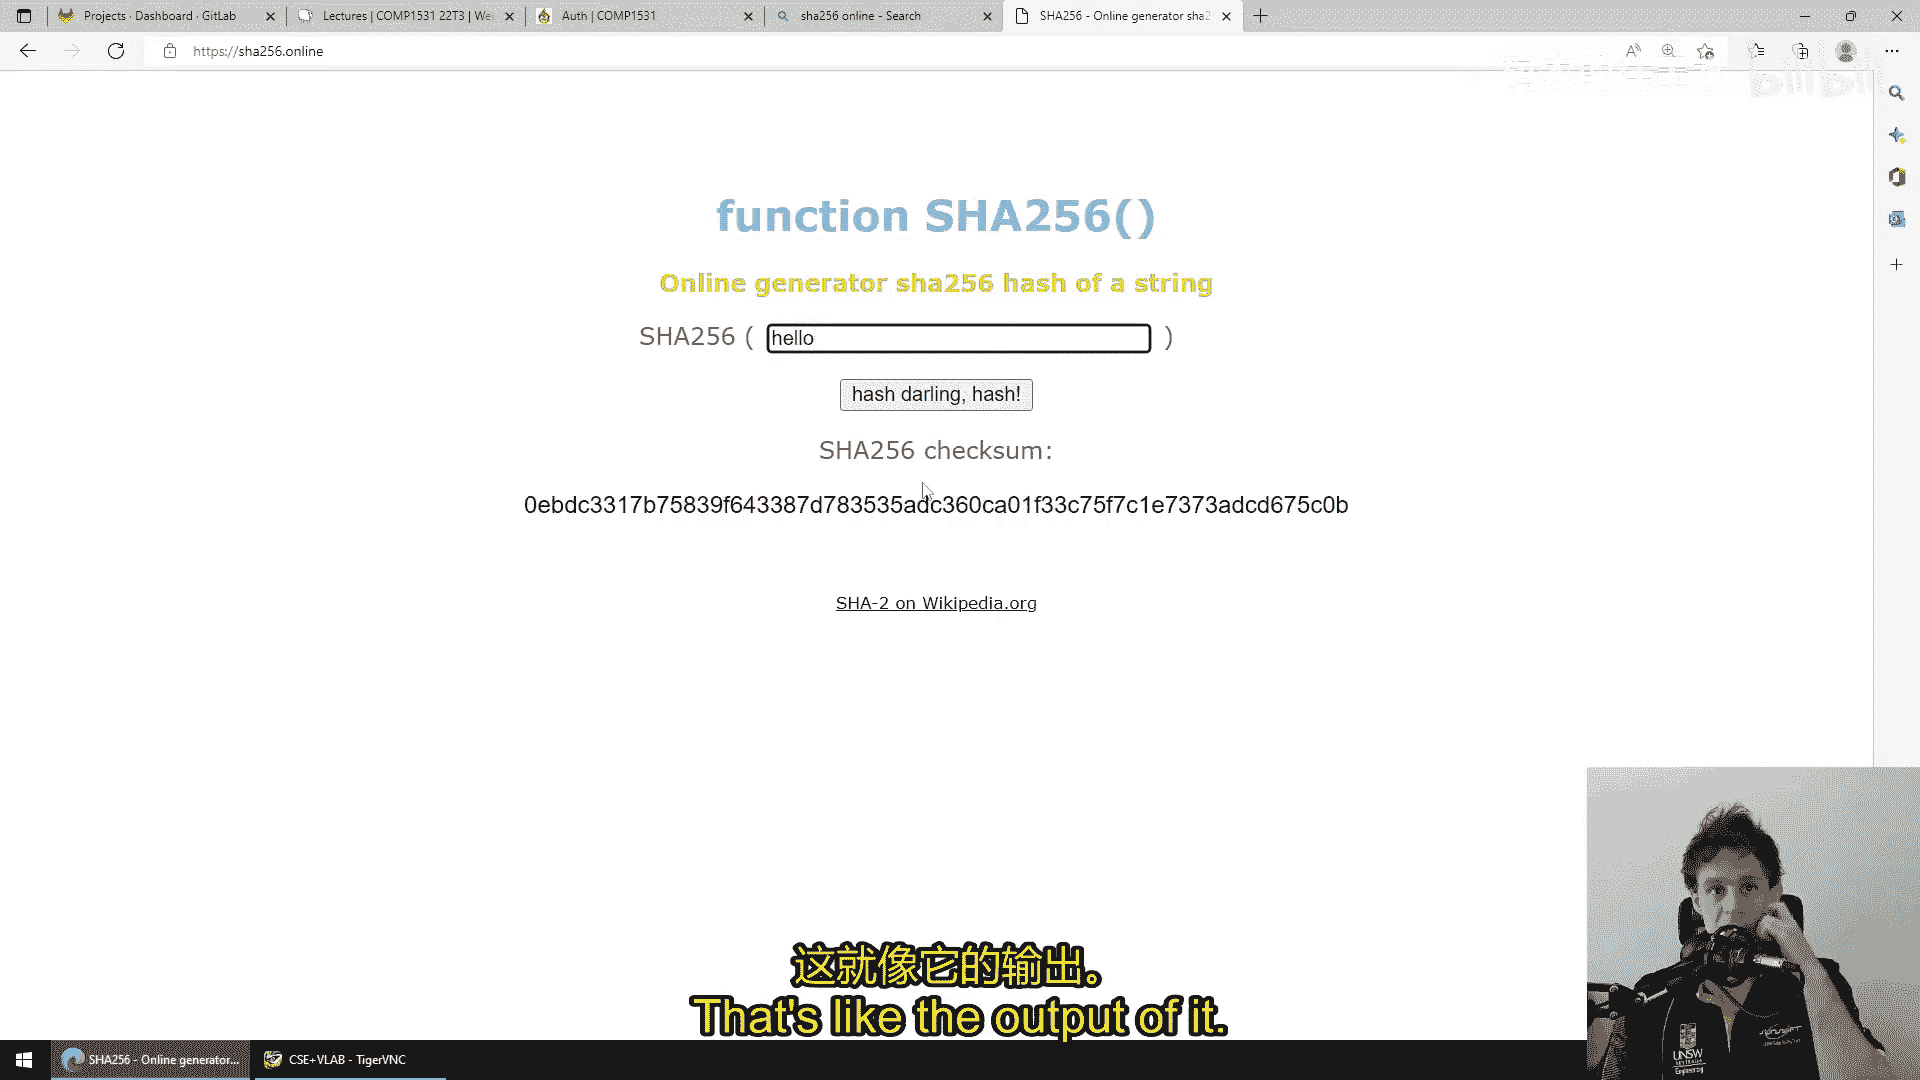 Projects · Dashboard · GitLab
Lectures | COMP1531 22T3 | We
Auth | COMP1531
sha256 online - Search
SHA256 - Online generator sha2
https://sha256.online
function SHA256()
Online generator sha256 hash of a string
SHA256 ( hello )
hash darling, hash!
SHA256 checksum:
0ebdc3317b75839f643387d783535adc360ca01f33c75f7c1e7373adcd675c0b
SHA-2 on Wikipedia.org
这就像它的输出。
That's like the output of it.
UNSW
AUSTRALIA
Engineering
SHA256 - Online generator...
CSE+VLAB - TigerVNC